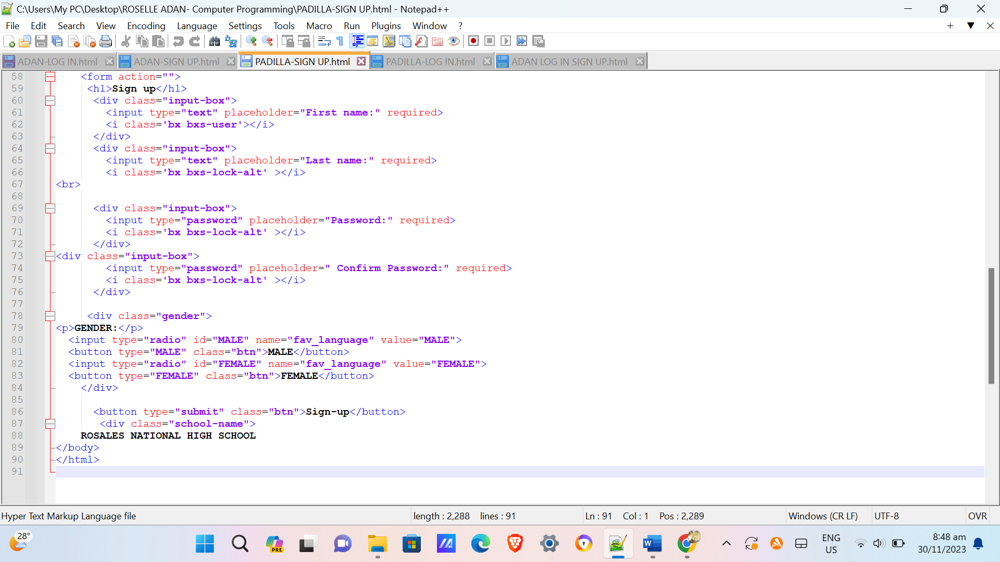 C:\Users\My PC\Desktop\ROSELLE ADAN- Computer Programming\PADILLA-SIGN UP.html - Notepad++
File Edit Search View Encoding Language Settings Tools Macro Run Plugins Window ?
ADAN-LOG IN.html ADAN-SIGN UP.html PADILLA-SIGN UP.html PADILLA-LOG IN.html ADAN LOG IN SIGN UP.html
58 <form action="">
59 <h1>Sign up</h1>
60 <div class="input-box">
61 <input type="text" placeholder="First name:" required>
62 <i class='bx bxs-user'></i>
63 </div>
64 <div class="input-box">
65 <input type="text" placeholder="Last name:" required>
66 <i class='bx bxs-lock-alt' ></i>
67 <br>
68
69 <div class="input-box">
70 <input type="password" placeholder="Password:" required>
71 <i class='bx bxs-lock-alt' ></i>
72 </div>
73 <div class="input-box">
74 <input type="password" placeholder=" Confirm Password:" required>
75 <i class='bx bxs-lock-alt' ></i>
76 </div>
77
78 <div class="gender">
79 <p>GENDER:</p>
80 <input type="radio" id="MALE" name="fav_language" value="MALE">
81 <button type="MALE" class="btn">MALE</button>
82 <input type="radio" id="FEMALE" name="fav_language" value="FEMALE">
83 <button type="FEMALE" class="btn">FEMALE</button>
84 </div>
85
86 <button type="submit" class="btn">Sign-up</button>
87 <div class="school-name">
88 ROSALES NATIONAL HIGH SCHOOL
89 </body>
90 </html>
91
Hyper Text Markup Language file length : 2,288 lines : 91 Ln : 91 Col : 1 Pos : 2,289 Windows (CR LF) UTF-8 OVR
28° PRE W ENG 8:48 am
US 30/11/2023